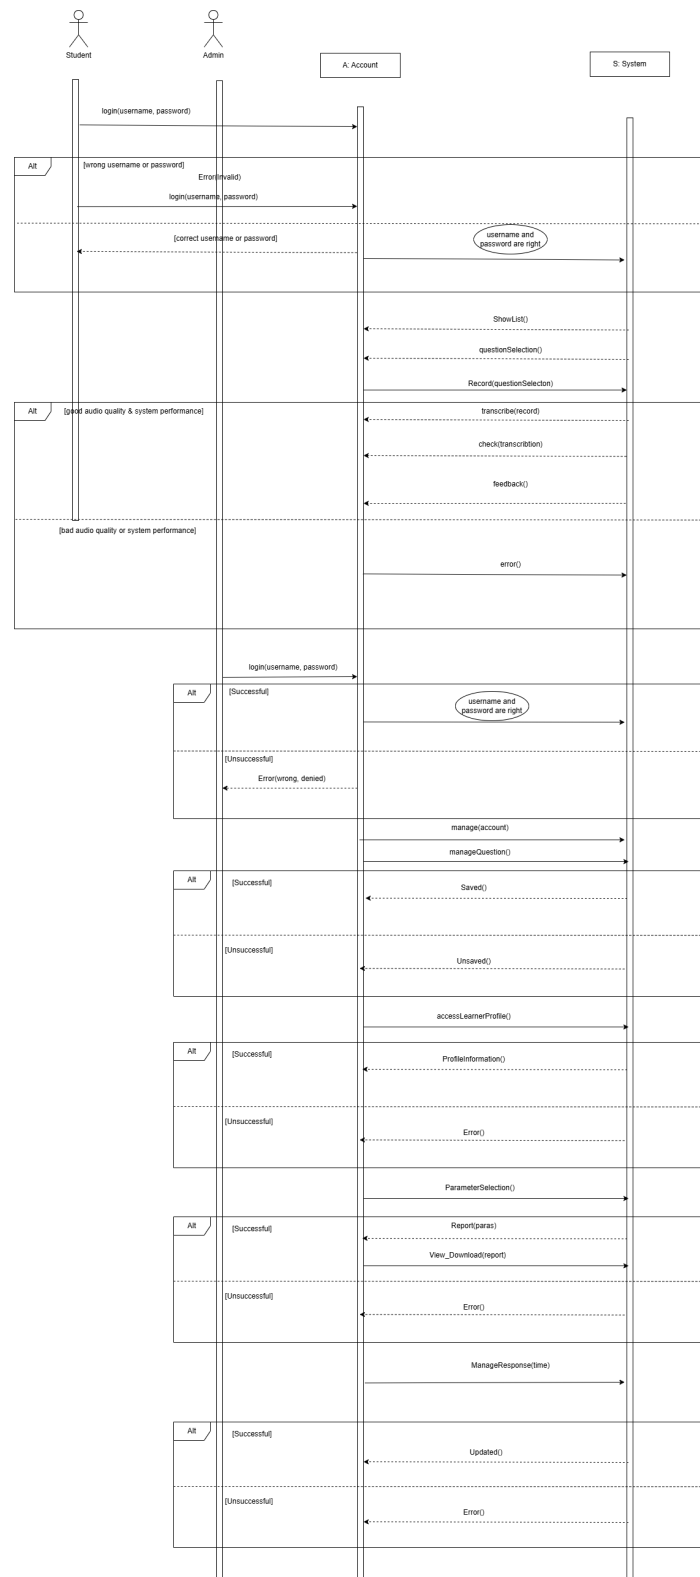 Student
Admin
A: Account
S: System
login(username, password)
Alt
[wrong username or password]
Error(Invalid)
login(username, password)
[correct username or password]
username and
password are right
ShowList()
questionSelection()
Record(questionSelecton)
Alt
[good audio quality & system performance]
transcribe(record)
check(transcribtion)
feedback()
[bad audio quality or system performance]
error()
login(username, password)
Alt
[Successful]
username and
password are right
[Unsuccessful]
Error(wrong, denied)
manage(account)
manageQuestion()
Alt
[Successful]
Saved()
[Unsuccessful]
Unsaved()
accessLearnerProfile()
Alt
[Successful]
ProfileInformation()
[Unsuccessful]
Error()
ParameterSelection()
Alt
[Successful]
Report(paras)
View_Download(report)
[Unsuccessful]
Error()
ManageResponse(time)
Alt
[Successful]
Updated()
[Unsuccessful]
Error()